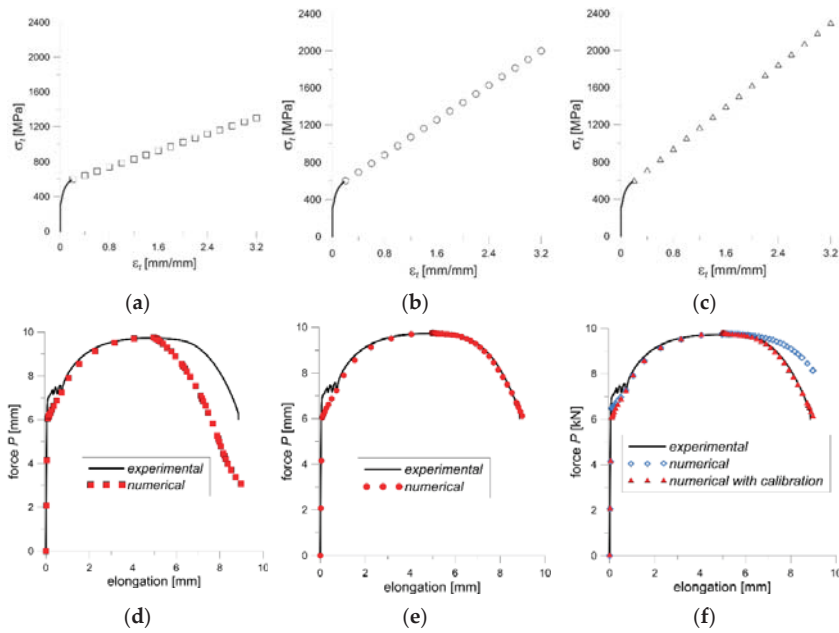 2400
2000
1600
1200
800
400
0
σt [MPa]
0 0.8 1.6 2.4 3.2
εt [mm/mm]
(a)
2400
2000
1600
1200
800
400
0
σt [MPa]
0 0.8 1.6 2.4 3.2
εt [mm/mm]
(b)
2400
2000
1600
1200
800
400
0
σt [MPa]
0 0.8 1.6 2.4 3.2
εt [mm/mm]
(c)
10
8
6
4
2
0
force P [mm]
experimental
numerical
0 2 4 6 8 10
elongation [mm]
(d)
10
8
6
4
2
0
force P [mm]
experimental
numerical
0 2 4 6 8 10
elongation [mm]
(e)
10
8
6
4
2
0
force P [kN]
experimental
numerical
numerical with calibration
0 2 4 6 8 10
elongation [mm]
(f)